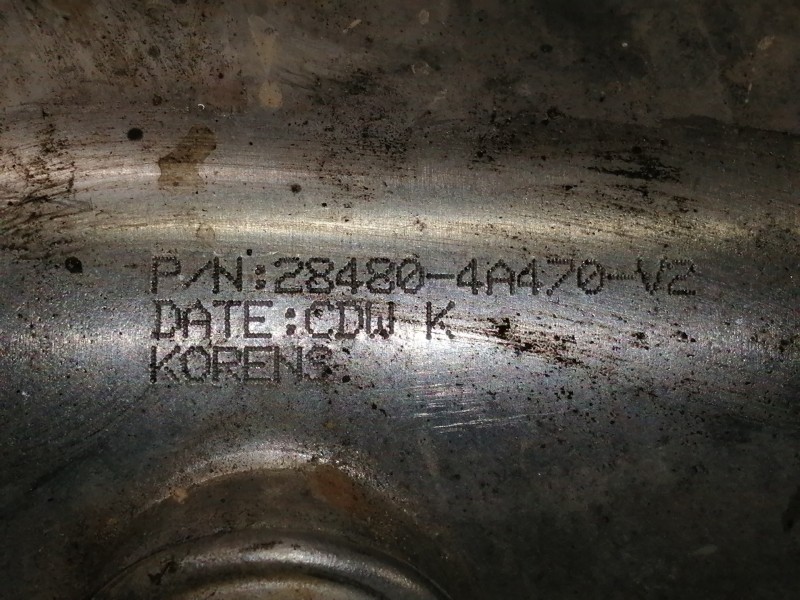 P/N:28480-4A470-V2
DATE:CDW K
KORENS